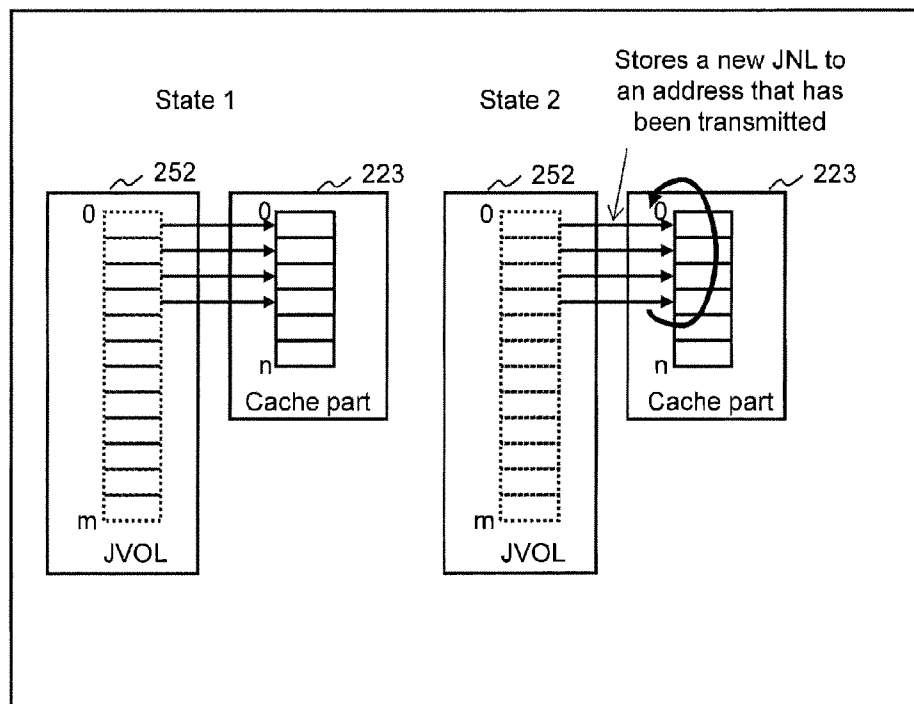 State 1
252
223
0
0
n
Cache part
m
JVOL
State 2
Stores a new JNL to
an address that has
been transmitted
252
223
0
0
n
Cache part
m
JVOL